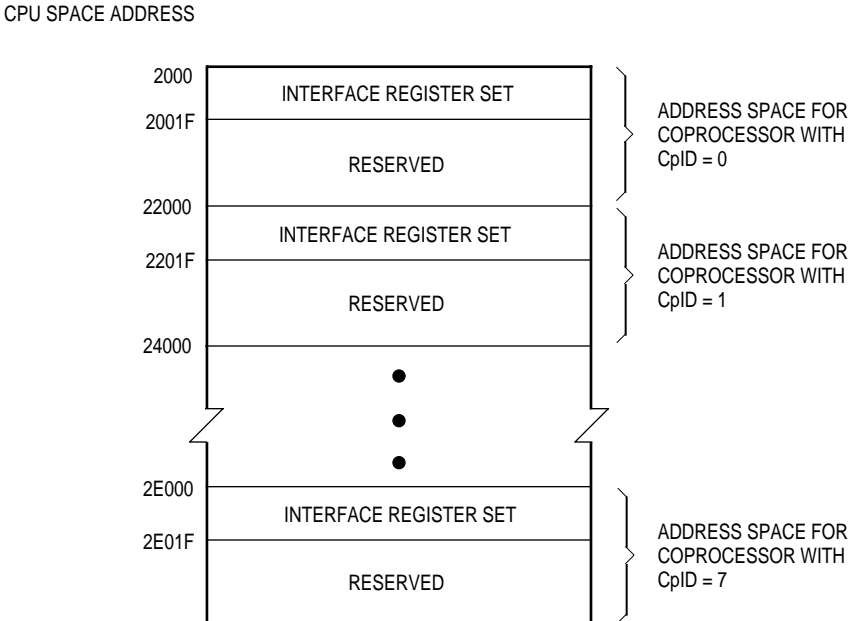 CPU SPACE ADDRESS
2000
INTERFACE REGISTER SET
2001F
RESERVED
ADDRESS SPACE FOR
COPROCESSOR WITH
CpID = 0
22000
INTERFACE REGISTER SET
2201F
RESERVED
ADDRESS SPACE FOR
COPROCESSOR WITH
CpID = 1
24000
2E000
INTERFACE REGISTER SET
2E01F
RESERVED
ADDRESS SPACE FOR
COPROCESSOR WITH
CpID = 7